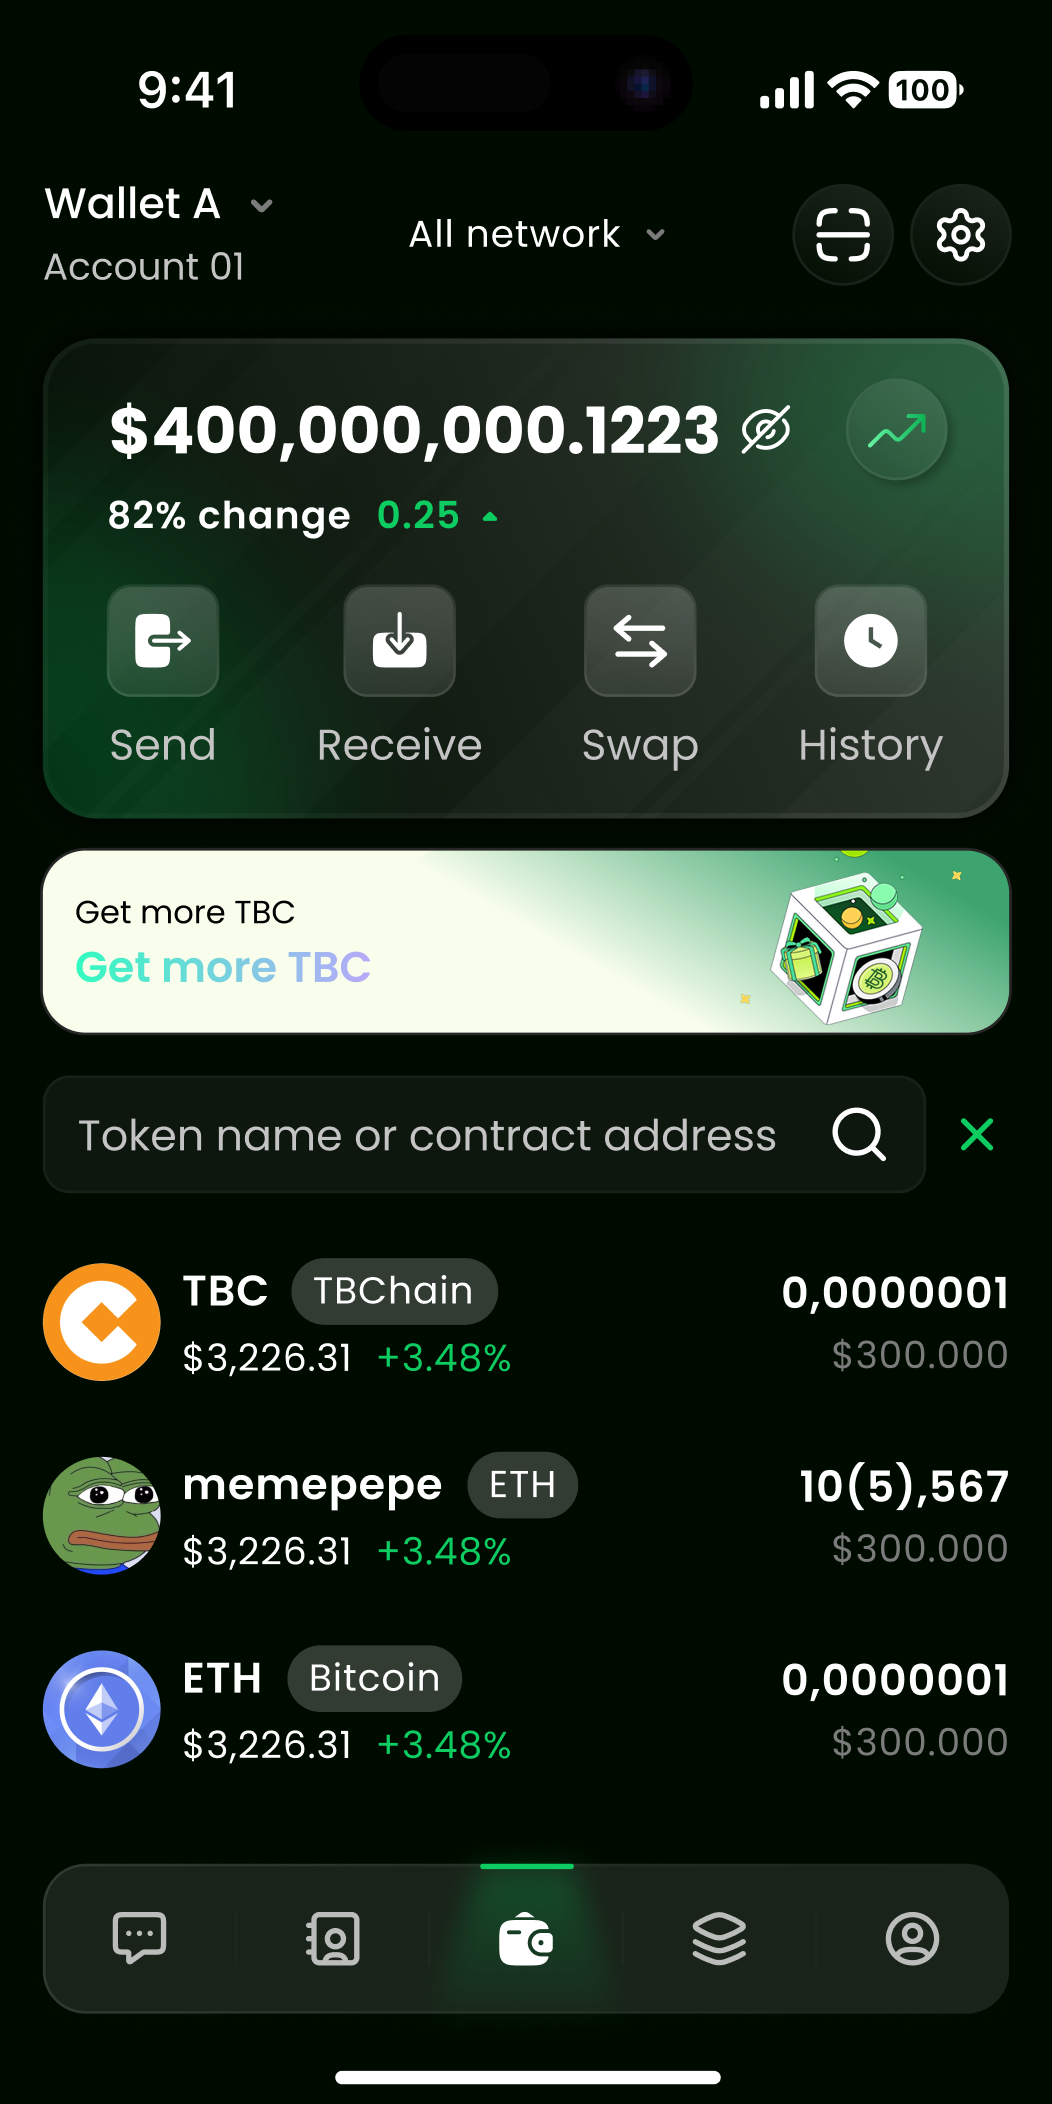 9:41
100
Wallet A
Account 01
All network
$400,000,000.1223
82% change 0.25
Send Receive Swap History
Get more TBC
Get more TBC
Token name or contract address
TBC TBChain 0,0000001
$3,226.31 +3.48% $300.000
memepepe ETH 10(5),567
$3,226.31 +3.48% $300.000
ETH Bitcoin 0,0000001
$3,226.31 +3.48% $300.000